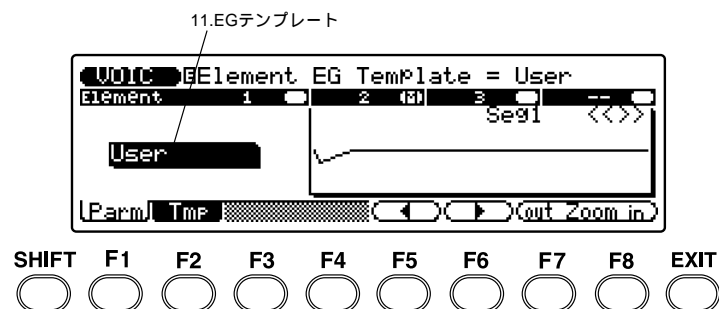 11.EGテンプレート
VOIC EElement EG Template = User
Element 1 2 (M) 3 --
Seg1 <<>>
User
Parm Tmp out Zoom in
SHIFT F1 F2 F3 F4 F5 F6 F7 F8 EXIT